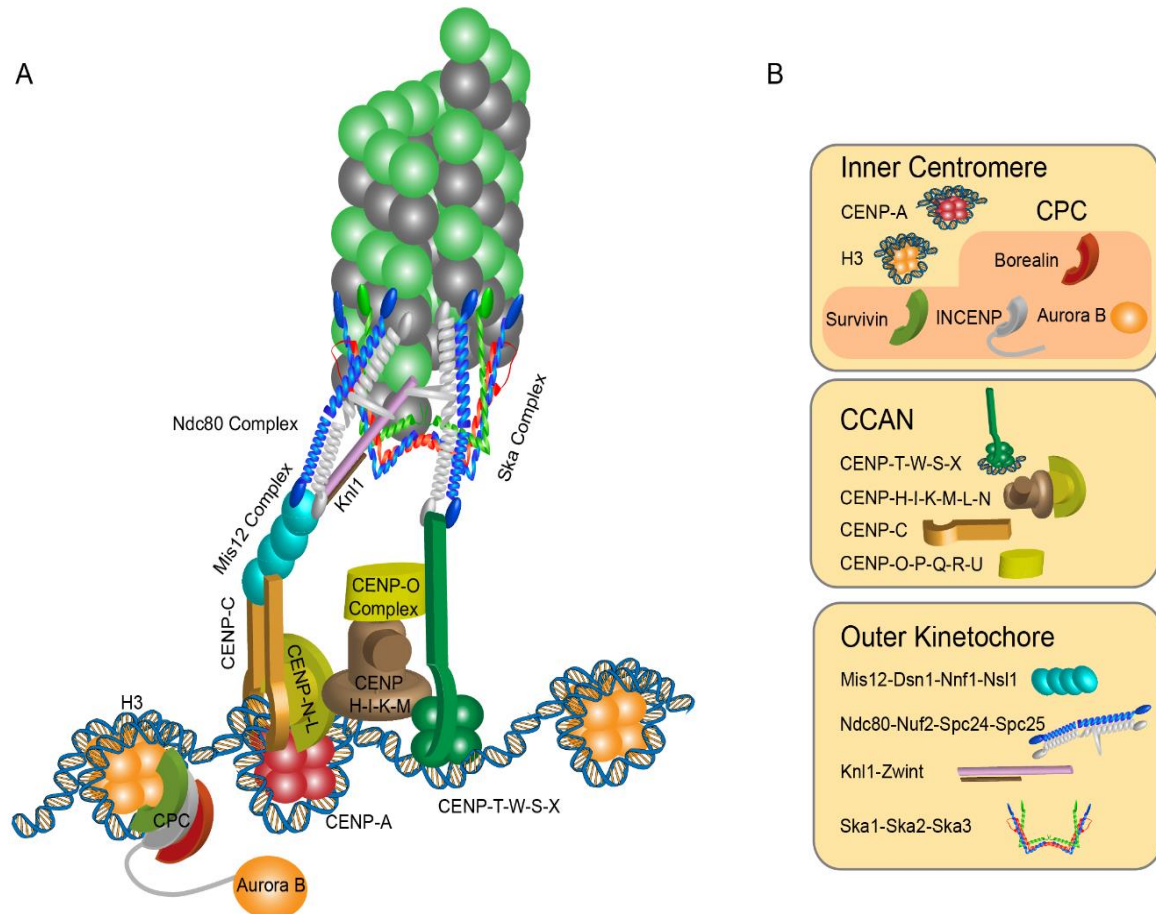 A
Ndc80 Complex
Mis12 Complex
Knl1
Ska Complex
CENP-C
CENP-N-L
CENP-O
Complex
CENP
H-I-K-M
H3
CPC
CENP-A
CENP-T-W-S-X
Aurora B
B
Inner Centromere
CENP-A
CPC
H3
Borealin
Survivin
INCENP
Aurora B
CCAN
CENP-T-W-S-X
CENP-H-I-K-M-L-N
CENP-C
CENP-O-P-Q-R-U
Outer Kinetochore
Mis12-Dsn1-Nnf1-Nsl1
Ndc80-Nuf2-Spc24-Spc25
Knl1-Zwint
Ska1-Ska2-Ska3